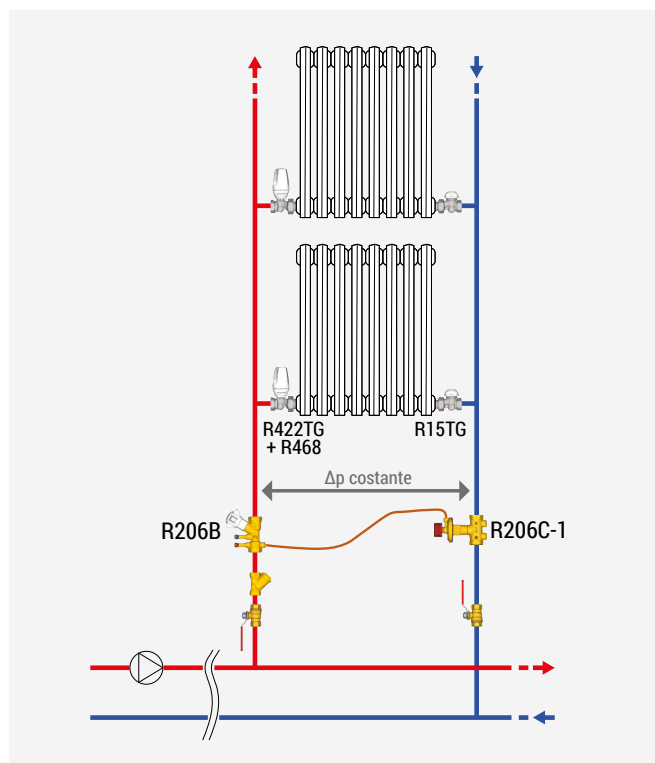 R422TG
+ R468
R15TG
Δp costante
R206B
R206C-1